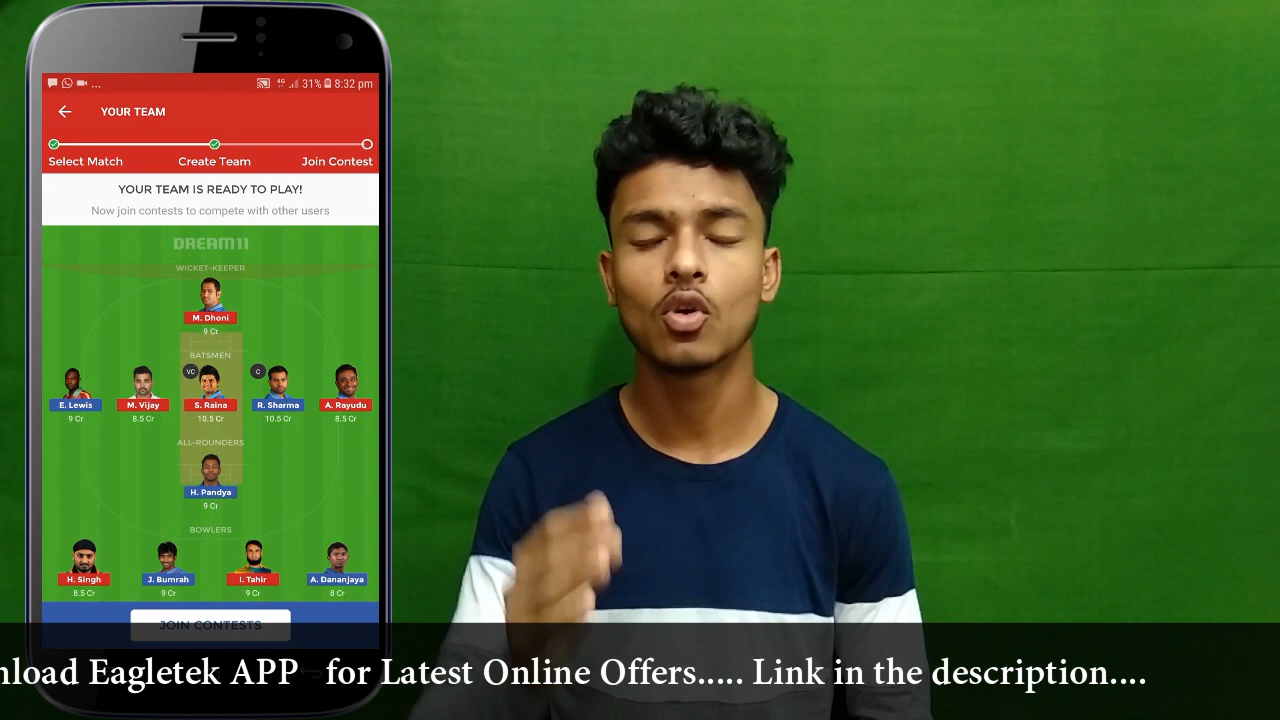 ... 4G 31% 8:32 pm
YOUR TEAM
Select Match Create Team Join Contest
YOUR TEAM IS READY TO PLAY!
Now join contests to compete with other users
DREAM11
WICKET-KEEPER
M. Dhoni
9 Cr
BATSMEN
VC C
E. Lewis M. Vijay S. Raina R. Sharma A. Rayudu
9 Cr 8.5 Cr 10.5 Cr 10.5 Cr 8.5 Cr
ALL-ROUNDERS
H. Pandya
9 Cr
BOWLERS
H. Singh J. Bumrah I. Tahir A. Dananjaya
8.5 Cr 9 Cr 9 Cr 8 Cr
JOIN CONTESTS
nload Eagletek APP for Latest Online Offers..... Link in the description....